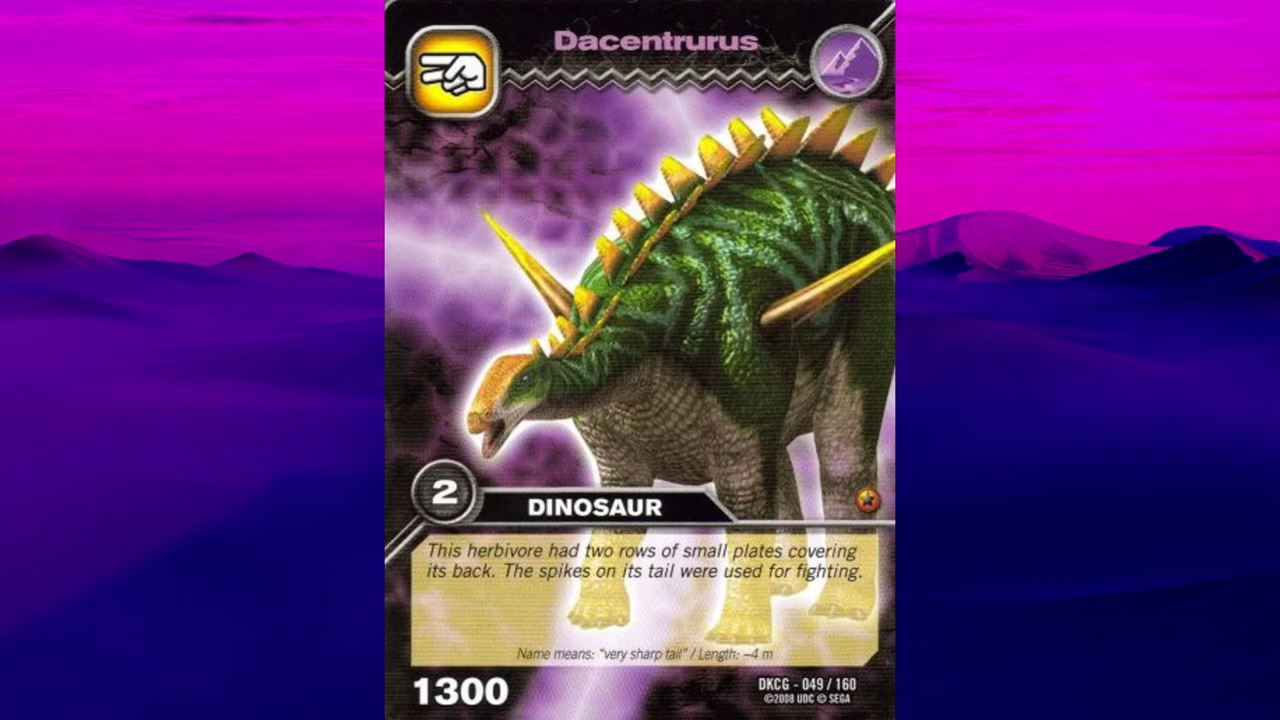 Dacentrurus
2
DINOSAUR
This herbivore had two rows of small plates covering
its back. The spikes on its tail were used for fighting.
Name means: "very sharp tail" / Length: ~4 m
1300
DKCG - 049 / 160
©2008 UDC © SEGA